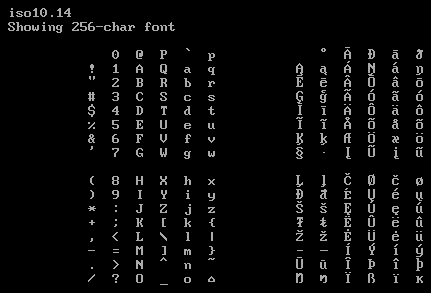 iso10.14
Showing 256-char font
0 @ P ` p ° Ā Ð ā ð
! 1 A Q a q Ą ą Á Ņ á ņ
" 2 B R b r Ē ē Â Ō â ō
# 3 C S c s Ģ ģ Ã Ó ã ó
$ 4 D T d t Ī ī Ä Ô ä ô
% 5 E U e u Ĩ ĩ Å Õ å õ
& 6 F V f v Ķ ķ Æ Ö æ ö
' 7 G W g w § · Į Ũ į ũ
( 8 H X h x Ļ ļ Č Ø č ø
) 9 I Y i y Đ đ É Ų é ų
* : J Z j z Š š Ę Ú ę ú
+ ; K [ k { Ŧ ŧ Ë Û ë û
, < L \ l | Ž ž Ė Ü ė ü
- = M ] m } - ― Í Ý í ý
. > N ^ n ~ Ū ū Î Þ î þ
/ ? O _ o ⌂ Ŋ ŋ Ï ß ï ĸ